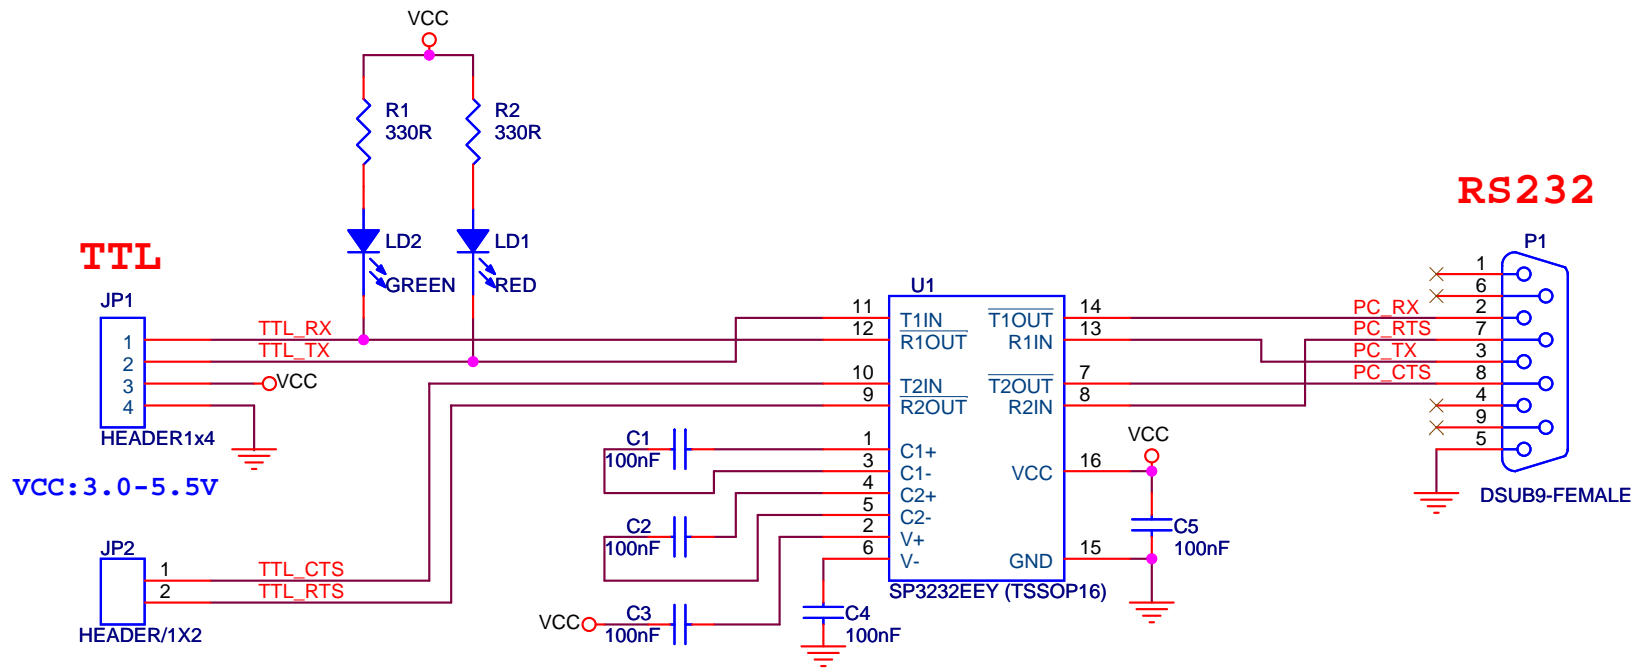 VCC
R1
330R
R2
330R
RS232
TTL
LD2
GREEN
LD1
RED
P1
JP1
1
2
3
4
TTL_RX
TTL_TX
VCC
HEADER1x4
VCC:3.0-5.5V
JP2
1
2
TTL_CTS
TTL_RTS
HEADER/1X2
C1
100nF
C2
100nF
VCC
C3
100nF
C4
100nF
U1
11
12
10
9
1
3
4
5
2
6
T1IN
R1OUT
T2IN
R2OUT
C1+
C1-
C2+
C2-
V+
V-
T1OUT
R1IN
T2OUT
R2IN
VCC
GND
14
13
7
8
16
15
SP3232EEY (TSSOP16)
VCC
C5
100nF
PC_RX
PC_RTS
PC_TX
PC_CTS
1
6
2
7
3
8
4
9
5
DSUB9-FEMALE